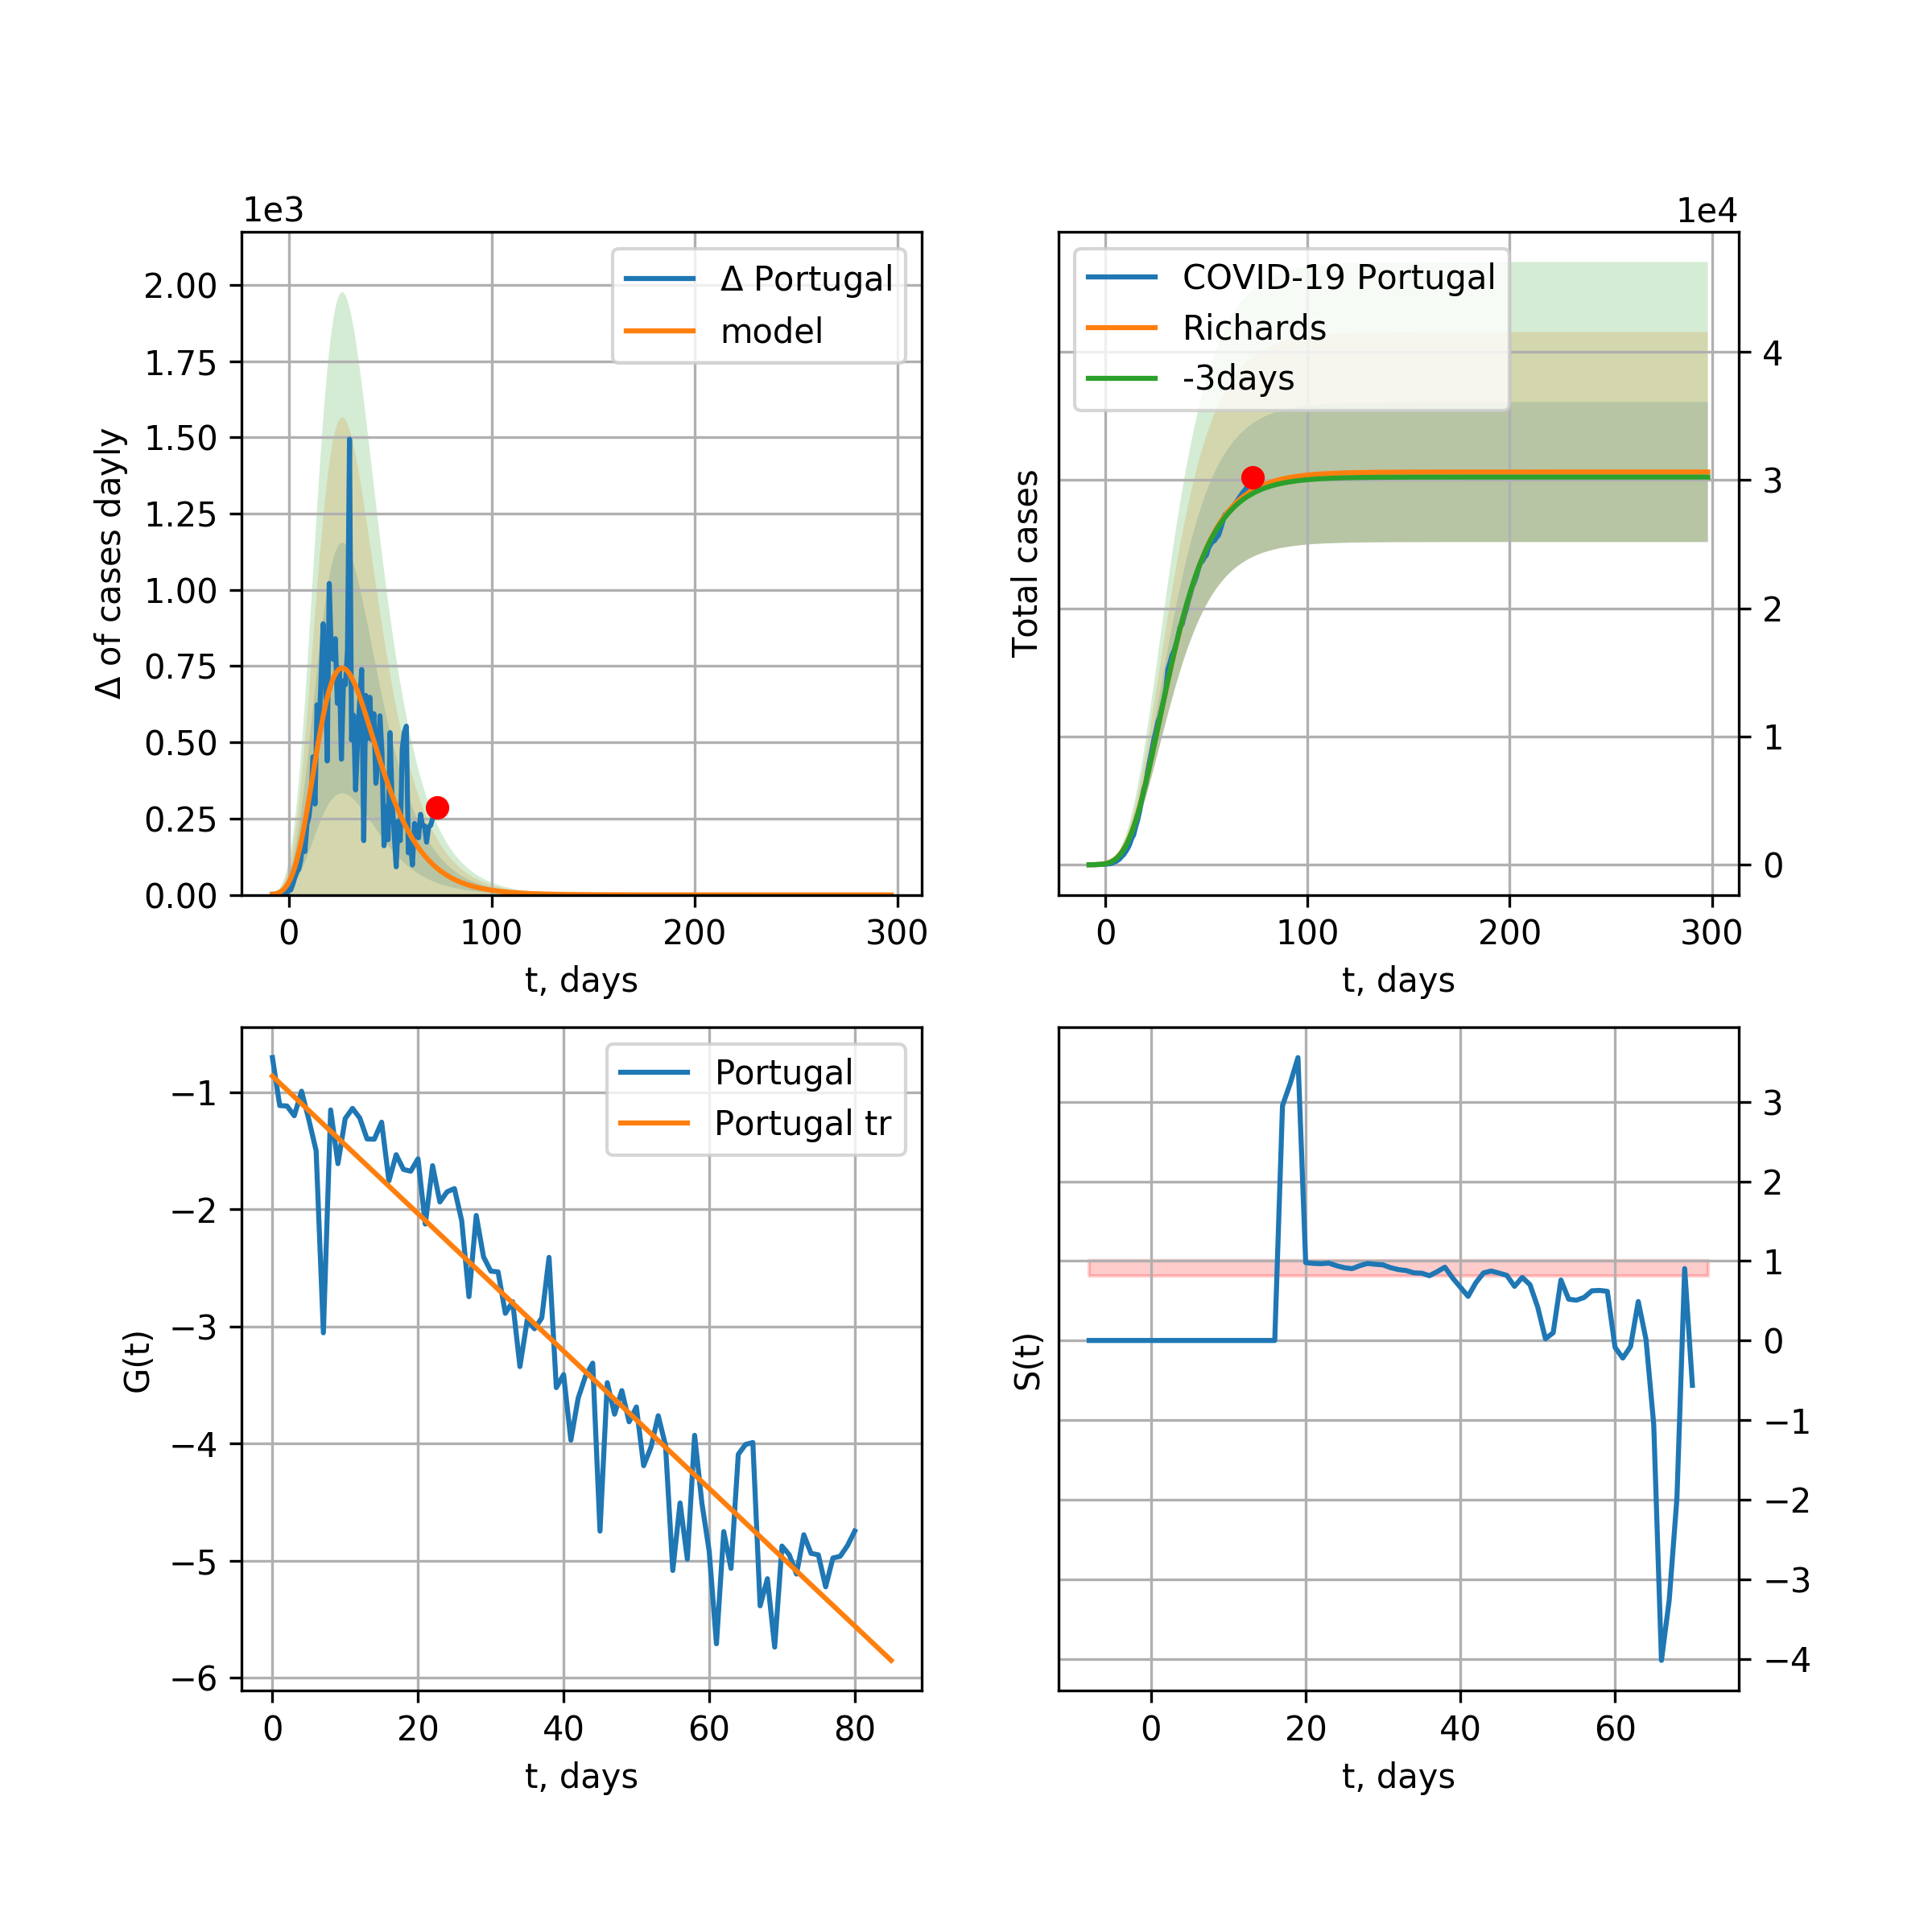 1e3
2.00
1.75
1.50
1.25
1.00
0.75
0.50
0.25
0.00
Δ of cases dayly
Δ Portugal
model
0 100 200 300
t, days
1e4
COVID-19 Portugal
Richards
-3days
Total cases
4
3
2
1
0
0 100 200 300
t, days
Portugal
Portugal tr
G(t)
−1
−2
−3
−4
−5
−6
0 20 40 60 80
t, days
S(t)
3
2
1
0
−1
−2
−3
−4
0 20 40 60
t, days